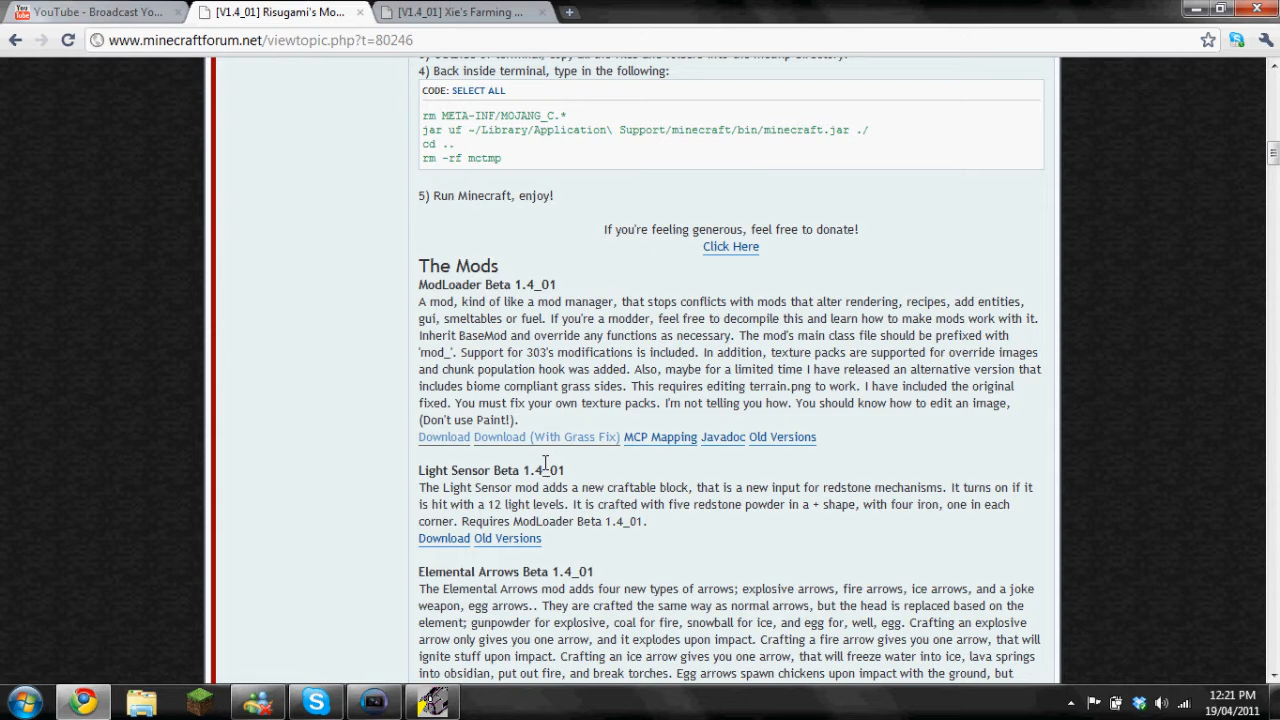 YouTube - Broadcast Yo...
[V1.4_01] Risugami's Mo...
[V1.4_01] Xie's Farming ...
www.minecraftforum.net/viewtopic.php?t=80246
4) Back inside terminal, type in the following:
CODE: SELECT ALL
rm META-INF/MOJANG_C.*
jar uf ~/Library/Application\ Support/minecraft/bin/minecraft.jar ./
cd ..
rm -rf mctmp
5) Run Minecraft, enjoy!
If you're feeling generous, feel free to donate!
Click Here
The Mods
ModLoader Beta 1.4_01
A mod, kind of like a mod manager, that stops conflicts with mods that alter rendering, recipes, add entities,
gui, smeltables or fuel. If you're a modder, feel free to decompile this and learn how to make mods work with it.
Inherit BaseMod and override any functions as necessary. The mod's main class file should be prefixed with
'mod_'. Support for 303's modifications is included. In addition, texture packs are supported for override images
and chunk population hook was added. Also, maybe for a limited time I have released an alternative version that
includes biome compliant grass sides. This requires editing terrain.png to work. I have included the original
fixed. You must fix your own texture packs. I'm not telling you how. You should know how to edit an image,
(Don't use Paint!).
Download Download (With Grass Fix) MCP Mapping Javadoc Old Versions
Light Sensor Beta 1.4_01
The Light Sensor mod adds a new craftable block, that is a new input for redstone mechanisms. It turns on if it
is hit with a 12 light levels. It is crafted with five redstone powder in a + shape, with four iron, one in each
corner. Requires ModLoader Beta 1.4_01.
Download Old Versions
Elemental Arrows Beta 1.4_01
The Elemental Arrows mod adds four new types of arrows; explosive arrows, fire arrows, ice arrows, and a joke
weapon, egg arrows.. They are crafted the same way as normal arrows, but the head is replaced based on the
element; gunpowder for explosive, coal for fire, snowball for ice, and egg for, well, egg. Crafting an explosive
arrow only gives you one arrow, and it explodes upon impact. Crafting a fire arrow gives you one arrow, that will
ignite stuff upon impact. Crafting an ice arrow gives you one arrow, that will freeze water into ice, lava springs
into obsidian, put out fire, and break torches. Egg arrows spawn chickens upon impact with the ground, but
12:21 PM
19/04/2011